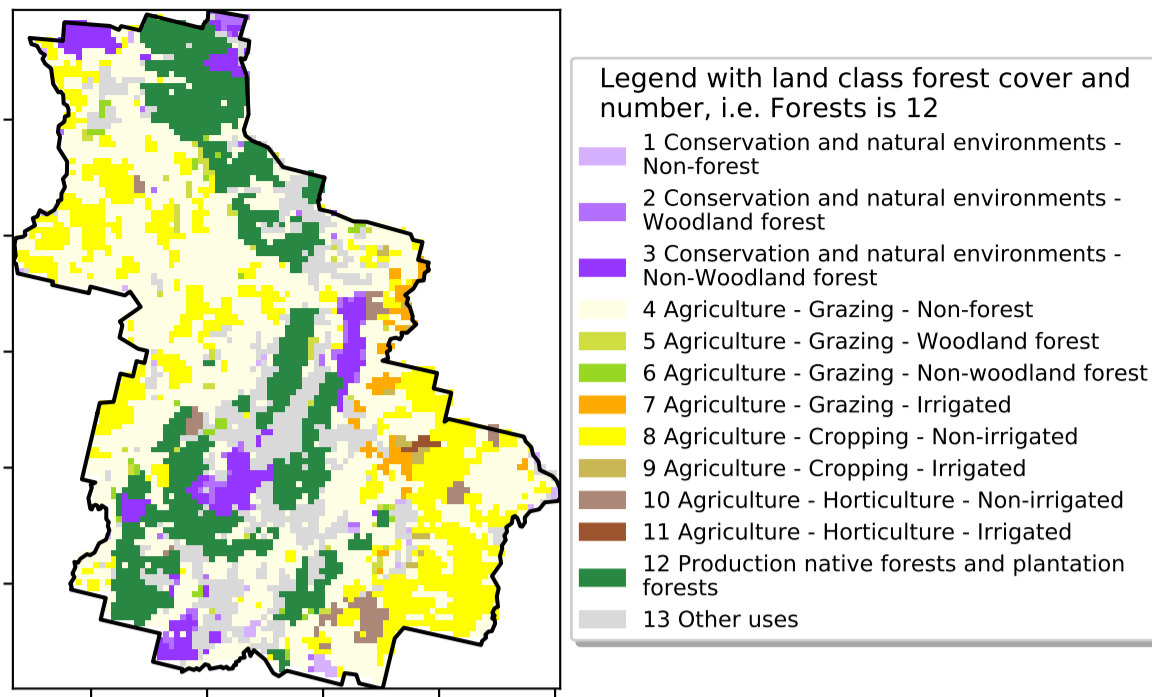 Legend with land class forest cover and
number, i.e. Forests is 12
1 Conservation and natural environments -
Non-forest
2 Conservation and natural environments -
Woodland forest
3 Conservation and natural environments -
Non-Woodland forest
4 Agriculture - Grazing - Non-forest
5 Agriculture - Grazing - Woodland forest
6 Agriculture - Grazing - Non-woodland forest
7 Agriculture - Grazing - Irrigated
8 Agriculture - Cropping - Non-irrigated
9 Agriculture - Cropping - Irrigated
10 Agriculture - Horticulture - Non-irrigated
11 Agriculture - Horticulture - Irrigated
12 Production native forests and plantation
forests
13 Other uses